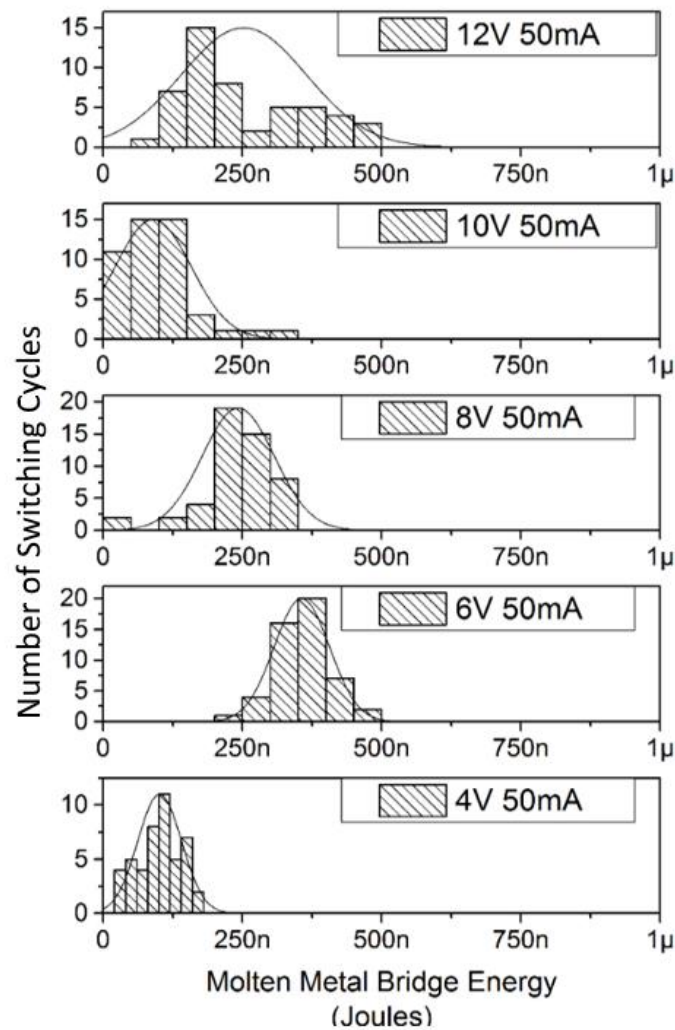 Number of Switching Cycles
12V 50mA
15
10
5
0
0 250n 500n 750n 1µ
10V 50mA
15
10
5
0
0 250n 500n 750n 1µ
8V 50mA
20
15
10
5
0
0 250n 500n 750n 1µ
6V 50mA
20
15
10
5
0
0 250n 500n 750n 1µ
4V 50mA
10
5
0
0 250n 500n 750n 1µ
Molten Metal Bridge Energy
(Joules)